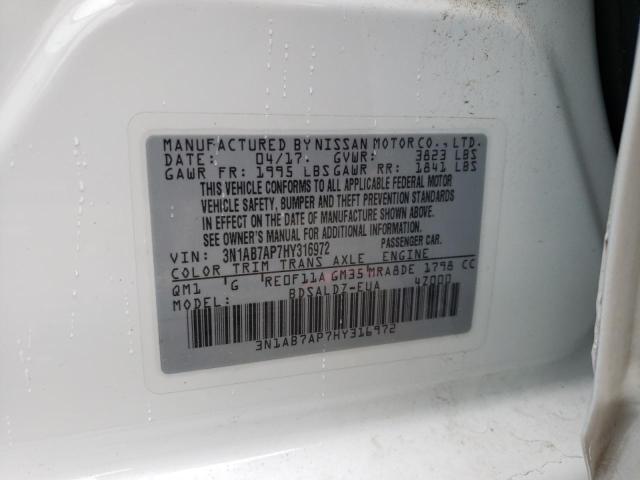 MANUFACTURED BY NISSAN MOTOR CO., LTD.
DATE: 04/17 GVWR: 3823 LBS
GAWR FR: 1995 LBS GAWR RR: 1841 LBS
THIS VEHICLE CONFORMS TO ALL APPLICABLE FEDERAL MOTOR
VEHICLE SAFETY, BUMPER AND THEFT PREVENTION STANDARDS
IN EFFECT ON THE DATE OF MANUFACTURE SHOWN ABOVE.
SEE OWNER'S MANUAL FOR ADDITIONAL INFORMATION.
VIN: 3N1AB7AP7HY316972 PASSENGER CAR.
COLOR TRIM TRANS AXLE ENGINE
QM1 G RE0F11A GM35 MRA8DE 1798 CC
MODEL: BDSALDZ-EUA 4Z000
3N1AB7AP7HY316972